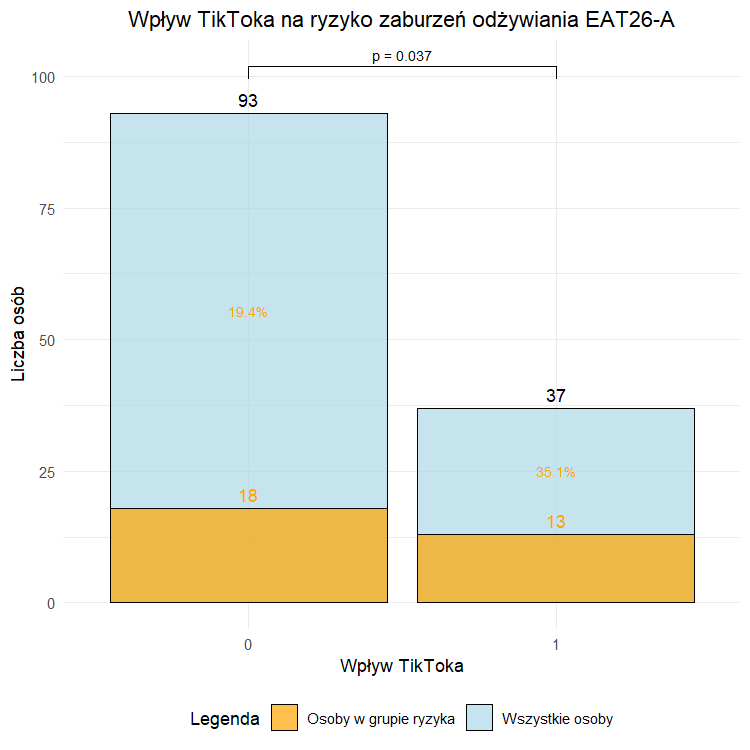 Wpływ TikToka na ryzyko zaburzeń odżywiania EAT26-A
p = 0.037
100
93
75
19.4%
50
37
25
35.1%
18
13
0
Liczba osób
0
1
Wpływ TikToka
Legenda
Osoby w grupie ryzyka
Wszystkie osoby